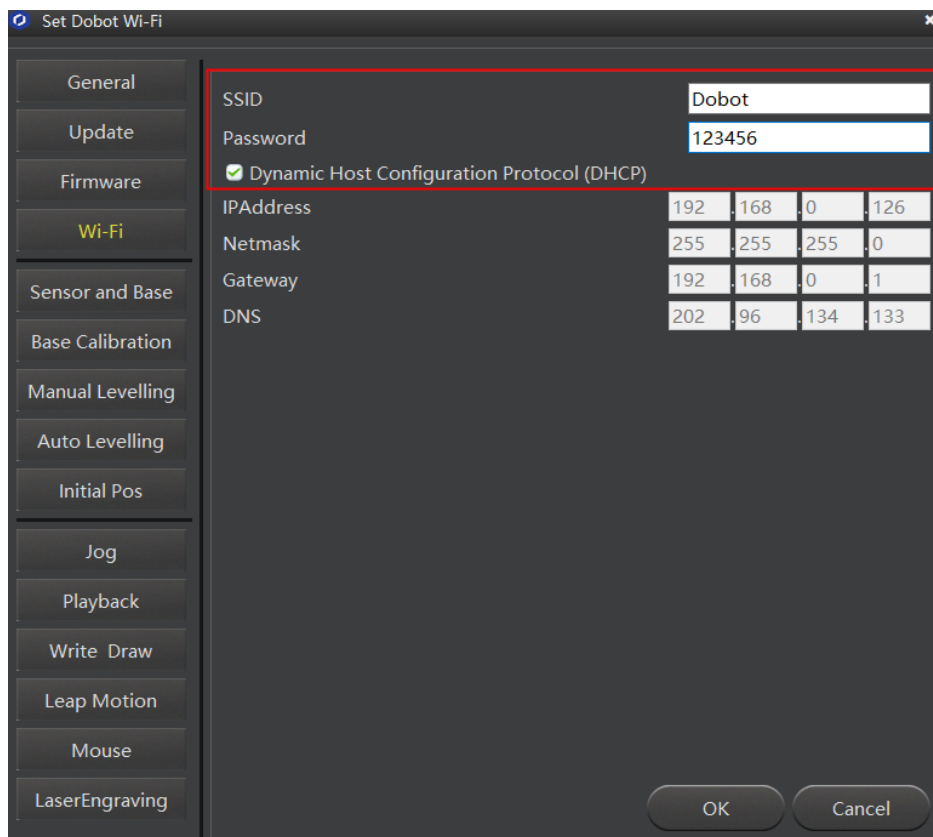 Set Dobot Wi-Fi
General
Update
Firmware
Wi-Fi
Sensor and Base
Base Calibration
Manual Levelling
Auto Levelling
Initial Pos
Jog
Playback
Write Draw
Leap Motion
Mouse
LaserEngraving
SSID Dobot
Password 123456
Dynamic Host Configuration Protocol (DHCP)
IPAddress 192 .168 .0 .126
Netmask 255 .255 .255 .0
Gateway 192 .168 .0 .1
DNS 202 .96 .134 .133
OK Cancel